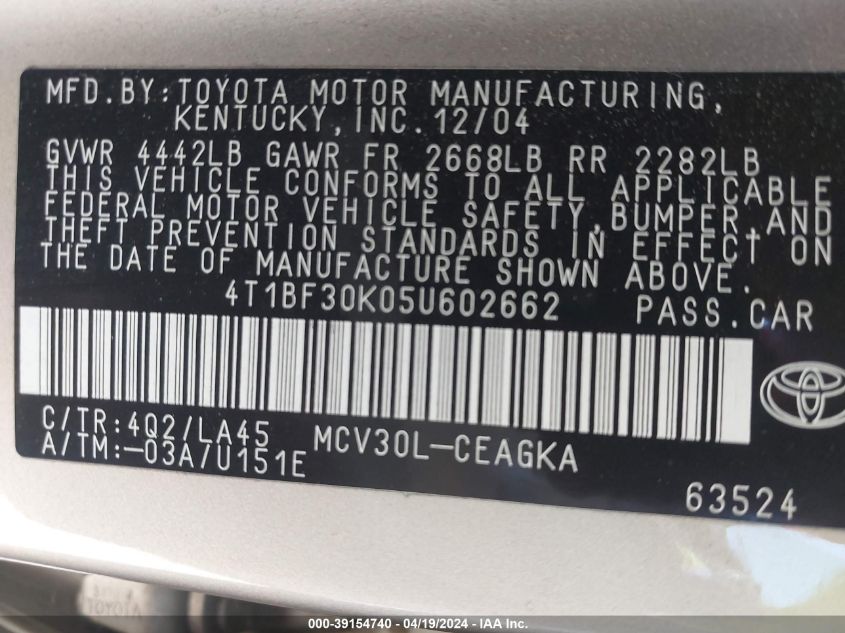 MFD.BY:TOYOTA MOTOR MANUFACTURING,
KENTUCKY,INC.12/04
GVWR 4442LB GAWR FR 2668LB RR 2282LB
THIS VEHICLE CONFORMS TO ALL APPLICABLE
FEDERAL MOTOR VEHICLE SAFETY,BUMPER,AND
THEFT PREVENTION STANDARDS IN EFFECT ON
THE DATE OF MANUFACTURE SHOWN ABOVE.
4T1BF30K05U602662 PASS.CAR
C/TR:4Q2/LA45 MCV30L-CEAGKA
A/TM:-03A/U151E
63524
TOYOTA
000-39154740 - 04/19/2024 - IAA Inc.